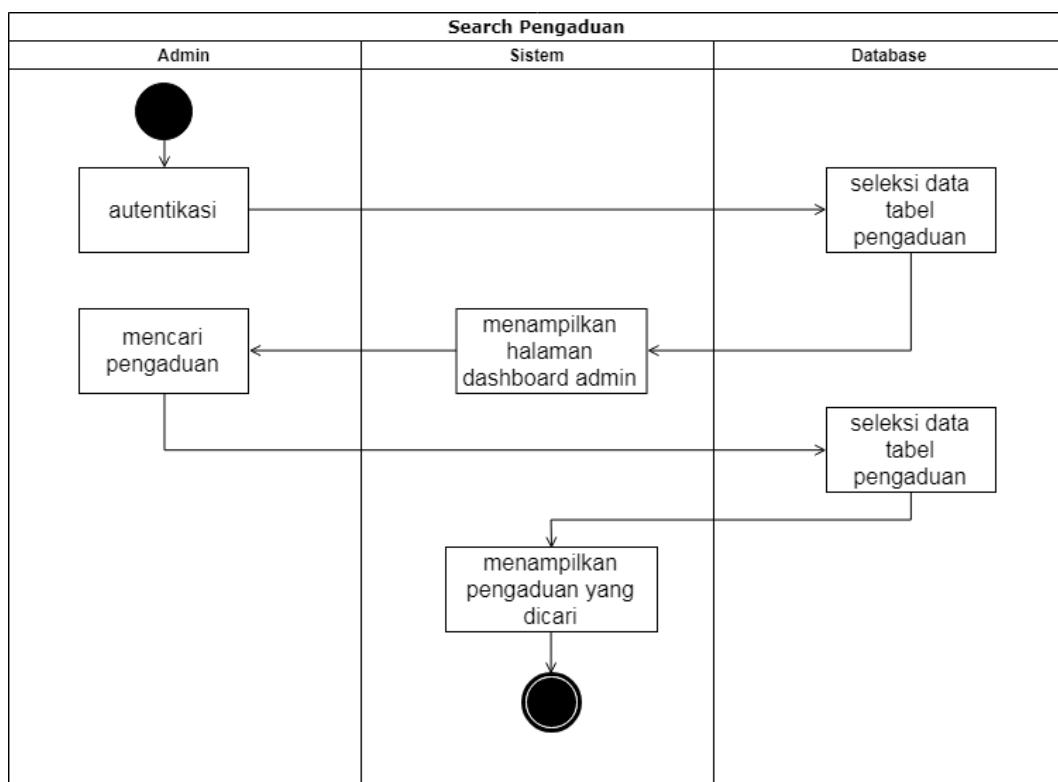 Search Pengaduan
Admin
Sistem
Database
autentikasi
seleksi data
tabel
pengaduan
mencari
pengaduan
menampilkan
halaman
dashboard admin
seleksi data
tabel
pengaduan
menampilkan
pengaduan yang
dicari